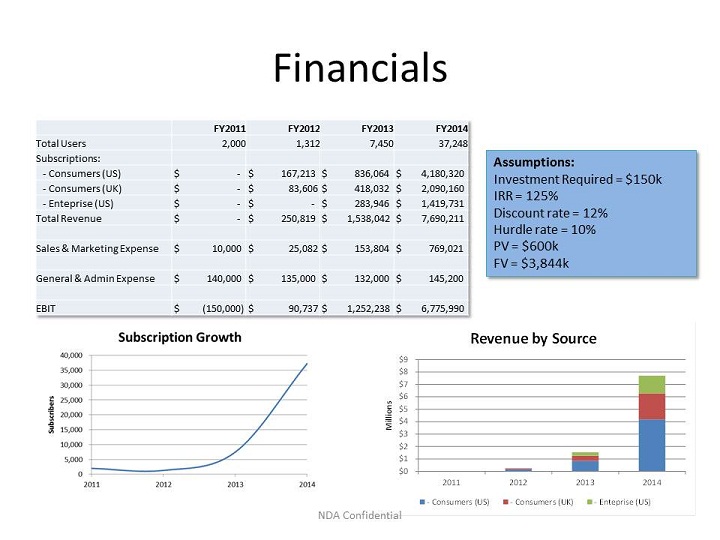 Financials
FY2011 FY2012 FY2013 FY2014
Total Users 2,000 1,312 7,450 37,248
Subscriptions:
- Consumers (US) $ - $ 167,213 $ 836,064 $ 4,180,320
- Consumers (UK) $ - $ 83,606 $ 418,032 $ 2,090,160
- Enteprise (US) $ - $ - $ 283,946 $ 1,419,731
Total Revenue $ - $ 250,819 $ 1,538,042 $ 7,690,211
Sales & Marketing Expense $ 10,000 $ 25,082 $ 153,804 $ 769,021
General & Admin Expense $ 140,000 $ 135,000 $ 132,000 $ 145,200
EBIT $ (150,000) $ 90,737 $ 1,252,238 $ 6,775,990
Assumptions:
Investment Required = $150k
IRR = 125%
Discount rate = 12%
Hurdle rate = 10%
PV = $600k
FV = $3,844k
Subscription Growth
Subscribers
40,000
35,000
30,000
25,000
20,000
15,000
10,000
5,000
0
2011 2012 2013 2014
Revenue by Source
Millions
$9
$8
$7
$6
$5
$4
$3
$2
$1
$0
2011 2012 2013 2014
- Consumers (US) - Consumers (UK) - Enteprise (US)
NDA Confidential